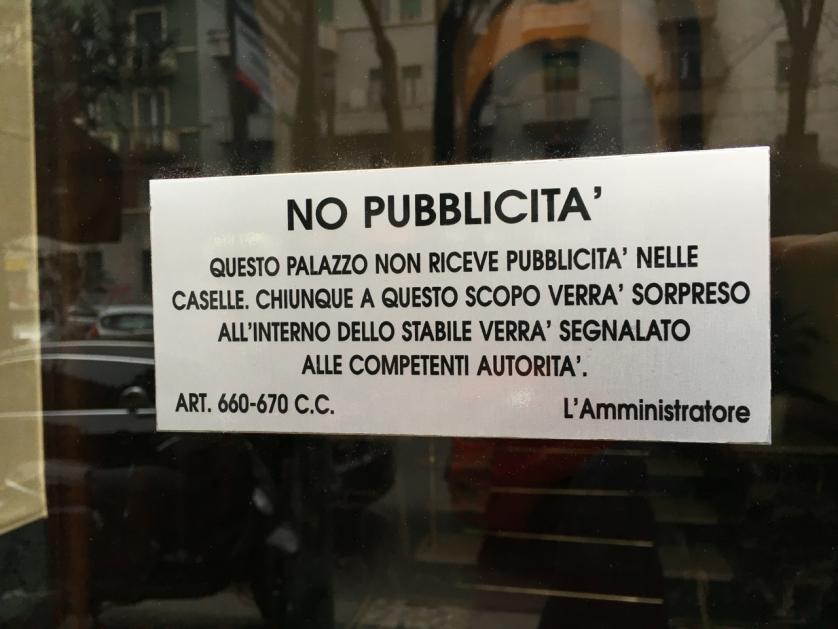 NO PUBBLICITA'
QUESTO PALAZZO NON RICEVE PUBBLICITA' NELLE
CASELLE. CHIUNQUE A QUESTO SCOPO VERRA' SORPRESO
ALL'INTERNO DELLO STABILE VERRA' SEGNALATO
ALLE COMPETENTI AUTORITA'.
ART. 660-670 C.C.
L'Amministratore